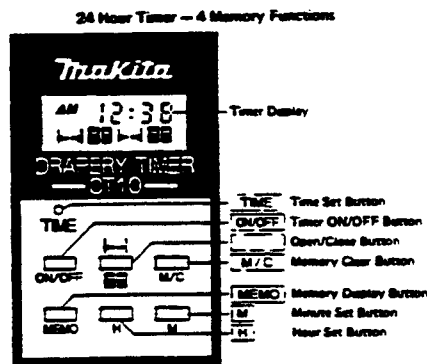 24 Hour Timer — 4 Memory Functions
Makita
AM 12:38
Timer Display
DRAPERY TIMER
CT10
TIME Time Set Button
TIME
ON/OFF Timer ON/OFF Button
Open/Close Button
M/C Memory Clear Button
ON/OFF M/C
MEMO Memory Display Button
M Minute Set Button
MEMO H M
H Hour Set Button